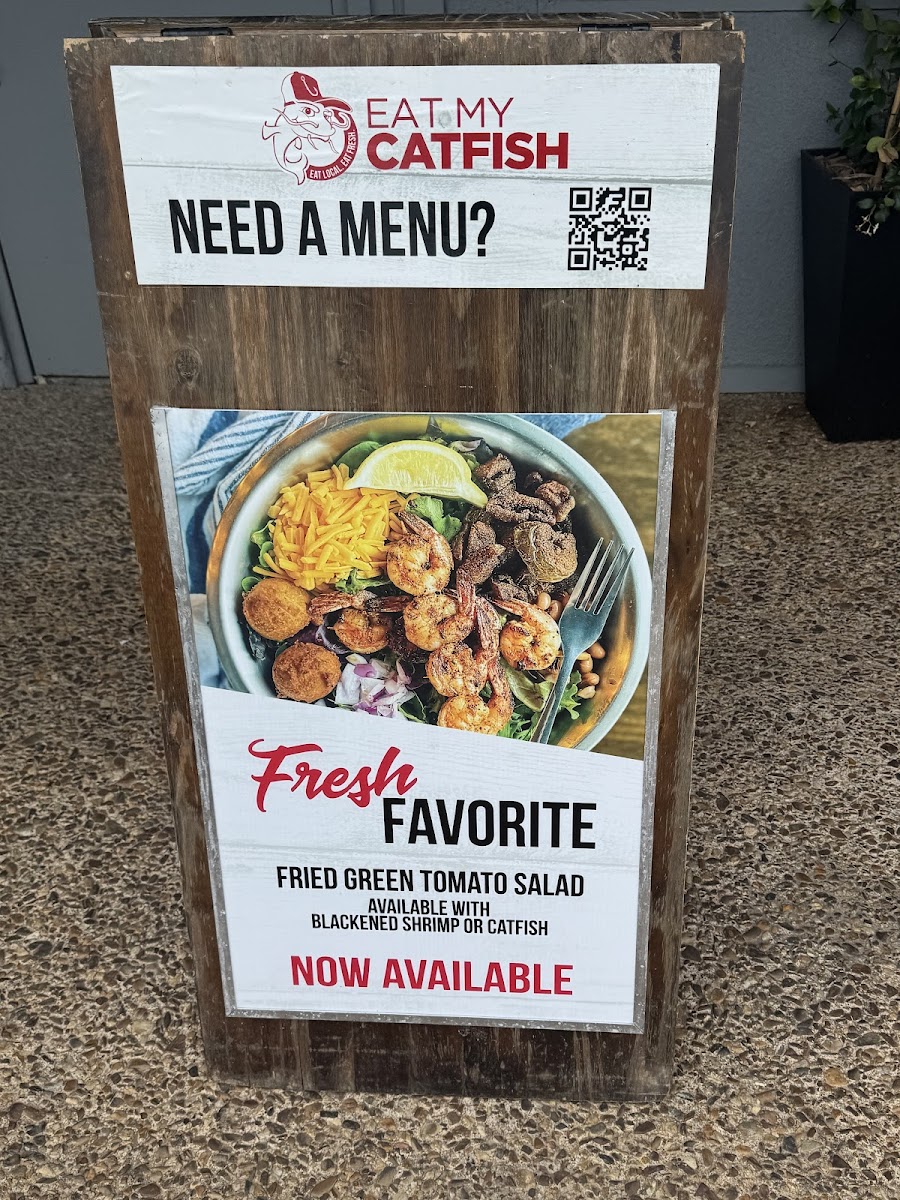 EAT LOCAL. EAT FRESH.
EAT MY
CATFISH
NEED A MENU?
Fresh
FAVORITE
FRIED GREEN TOMATO SALAD
AVAILABLE WITH
BLACKENED SHRIMP OR CATFISH
NOW AVAILABLE